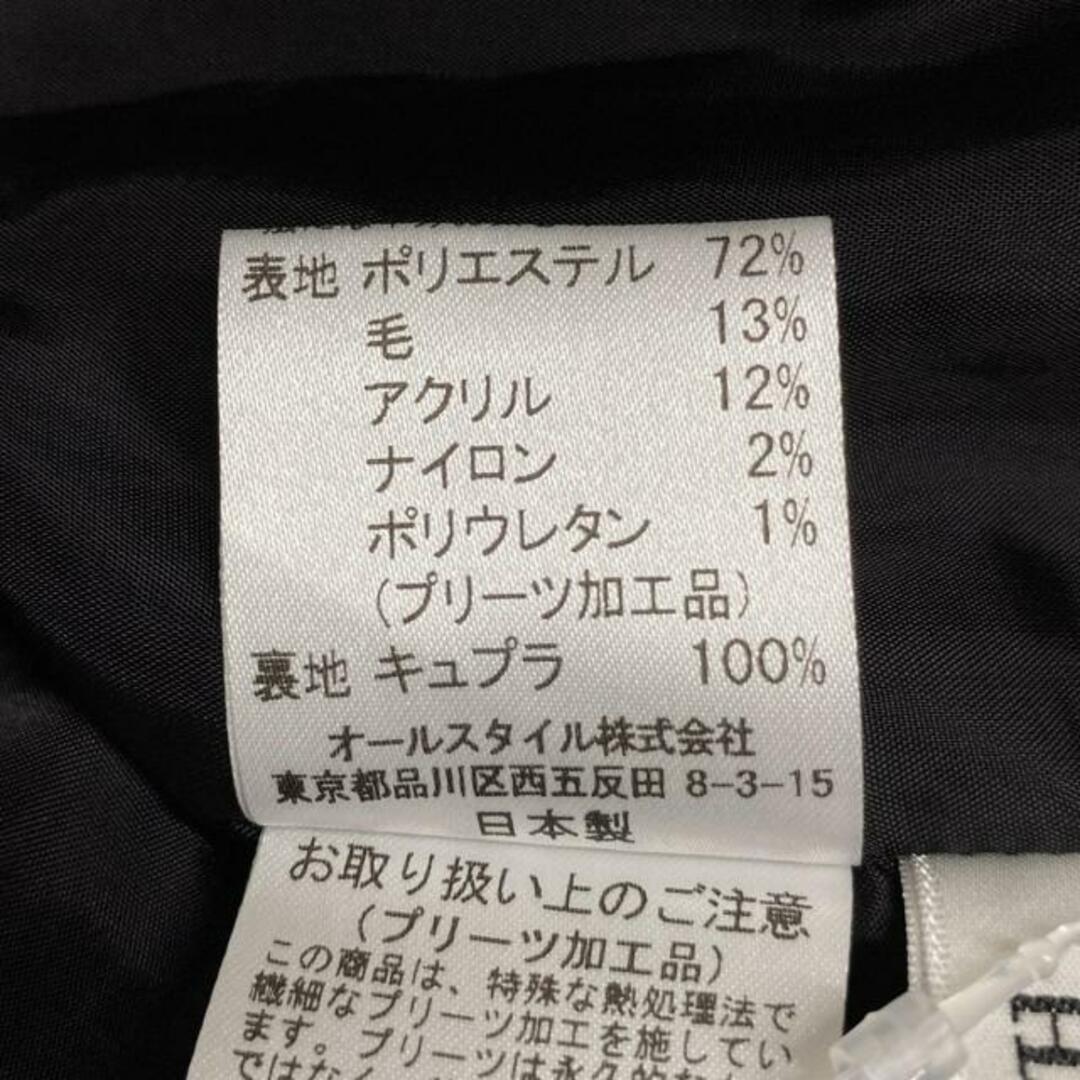 表地 ポリエステル 72%
毛 13%
アクリル 12%
ナイロン 2%
ポリウレタン 1%
(プリーツ加工品)
裏地 キュプラ 100%
オールスタイル株式会社
東京都品川区西五反田 8-3-15
日本製
お取り扱い上のご注意
(プリーツ加工品)
この商品は、特殊な熱処理法で
繊細なプリーツ加工を施してい
ます。プリーツは永久的な
ではなく
H